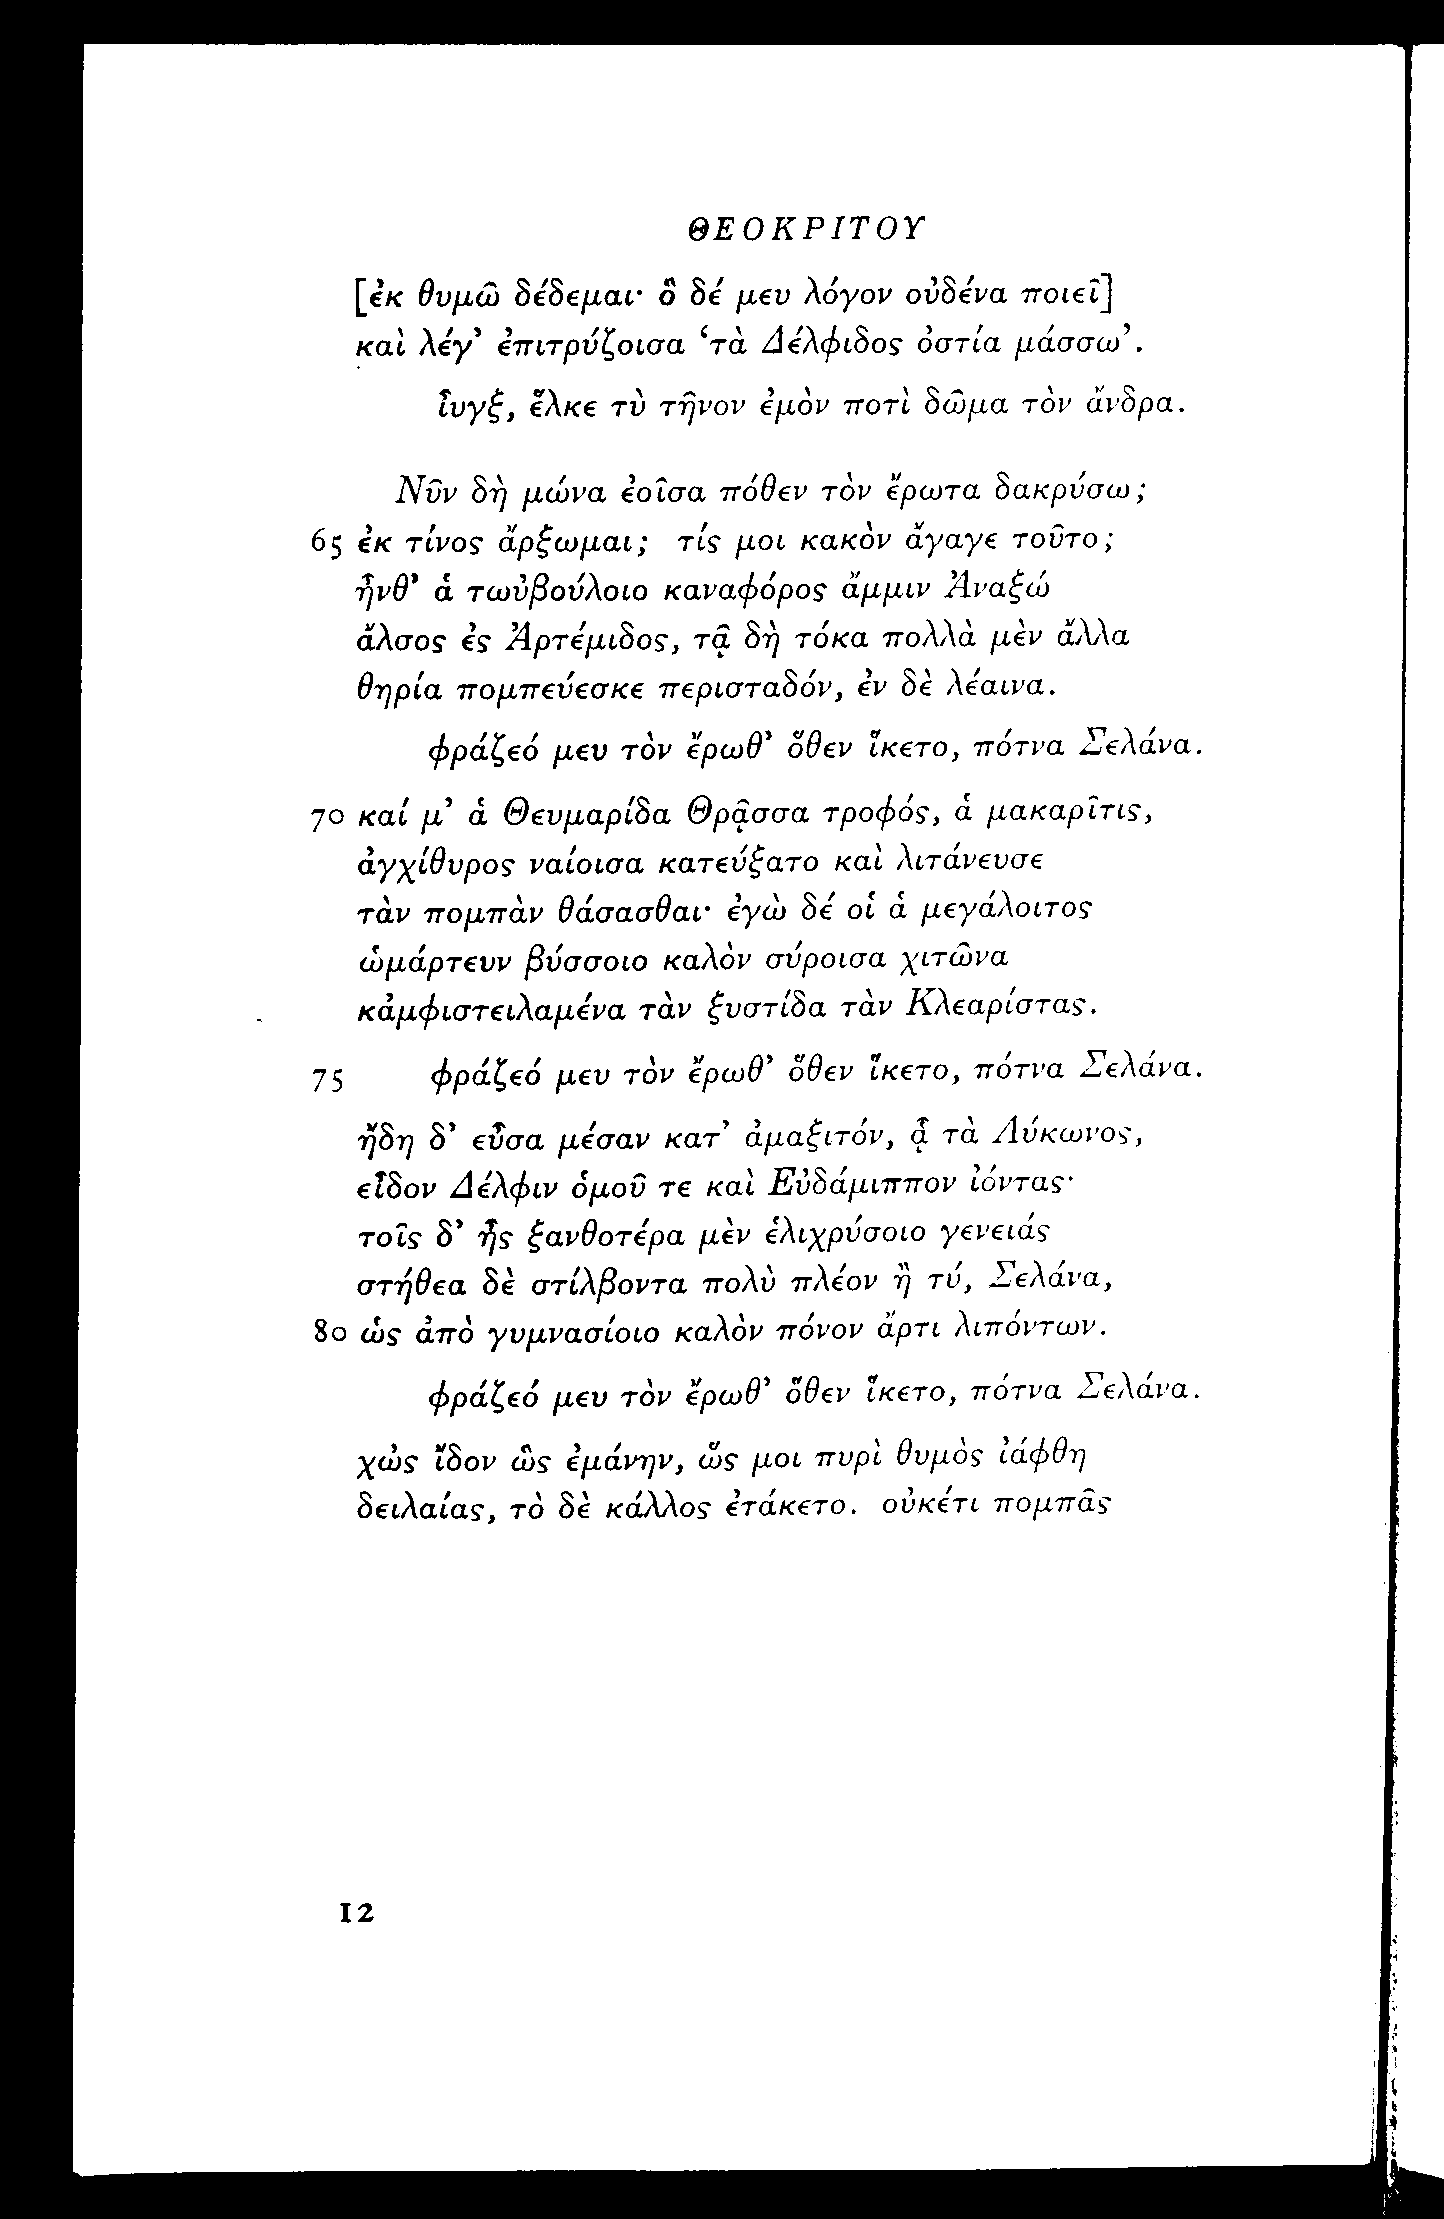 ΘΕΟΚΡΙΤΟΥ
[ἐκ θυμῶ δέδεμαι· ὃ δέ μευ λόγον οὐδένα ποιεῖ]
καὶ λέγ’ ἐπιτρύζοισα ‘τὰ Δέλφιδος ὀστία μάσσω’.
ἶυγξ, ἕλκε τὺ τῆνον ἐμὸν ποτὶ δῶμα τὸν ἄνδρα.
Νῦν δὴ μώνα ἐοῖσα πόθεν τὸν ἔρωτα δακρύσω;
65 ἐκ τίνος ἄρξωμαι; τίς μοι κακὸν ἄγαγε τοῦτο;
ἦνθ’ ἁ τωὐβούλοιο καναφόρος ἄμμιν Ἀναξώ
ἄλσος ἐς Ἀρτέμιδος, τᾷ δὴ τόκα πολλὰ μὲν ἄλλα
θηρία πομπεύεσκε περισταδόν, ἐν δὲ λέαινα.
φράζεό μευ τὸν ἔρωθ’ ὅθεν ἵκετο, πότνα Σελάνα.
70 καί μ’ ἁ Θευμαρίδα Θρᾷσσα τροφός, ἁ μακαρῖτις,
ἀγχίθυρος ναίοισα κατεύξατο καὶ λιτάνευσε
τὰν πομπὰν θάσασθαι· ἐγὼ δέ οἱ ἁ μεγάλοιτος
ὡμάρτευν βύσσοιο καλὸν σύροισα χιτῶνα
κἀμφιστειλαμένα τὰν ξυστίδα τὰν Κλεαρίστας.
75 φράζεό μευ τὸν ἔρωθ’ ὅθεν ἵκετο, πότνα Σελάνα.
ἤδη δ’ εὖσα μέσαν κατ’ ἀμαξιτόν, ᾇ τὰ Λύκωνος,
εἶδον Δέλφιν ὁμοῦ τε καὶ Εὐδάμιππον ἰόντας·
τοῖς δ’ ἦς ξανθοτέρα μὲν ἑλιχρύσοιο γενειάς
στήθεα δὲ στίλβοντα πολὺ πλέον ἢ τύ, Σελάνα,
80 ὡς ἀπὸ γυμνασίοιο καλὸν πόνον ἄρτι λιπόντων.
φράζεό μευ τὸν ἔρωθ’ ὅθεν ἵκετο, πότνα Σελάνα.
χὠς ἴδον ὣς ἐμάνην, ὥς μοι πυρὶ θυμὸς ἰάφθη
δειλαίας, τὸ δὲ κάλλος ἐτάκετο. οὐκέτι πομπᾶς
12